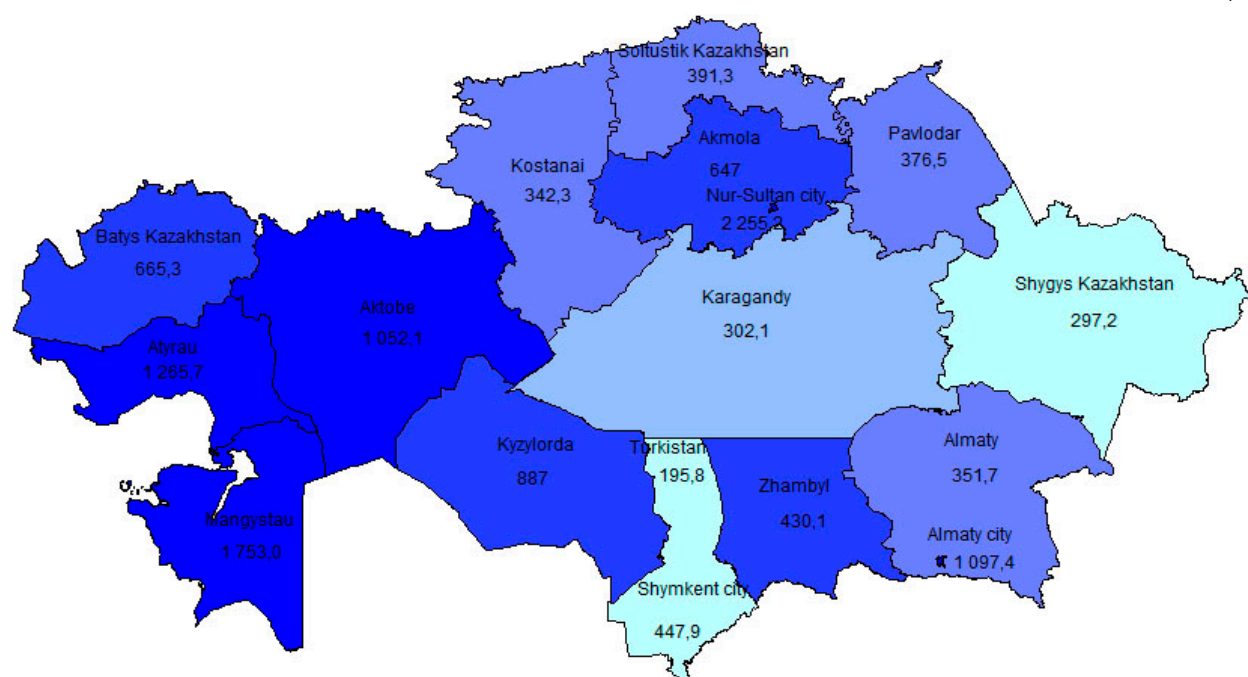 Soltustik Kazakhstan
391,3
Akmola
647
Nur-Sultan city
2 255,2
Pavlodar
376,5
Kostanai
342,3
Batys Kazakhstan
665,3
Aktobe
1 052,1
Atyrau
1 265,7
Karagandy
302,1
Shygys Kazakhstan
297,2
Kyzylorda
887
Torkistan
195,8
Zhambyl
430,1
Almaty
351,7
Almaty city
1 097,4
Mangystau
1 753,0
Shymkent city
447,9